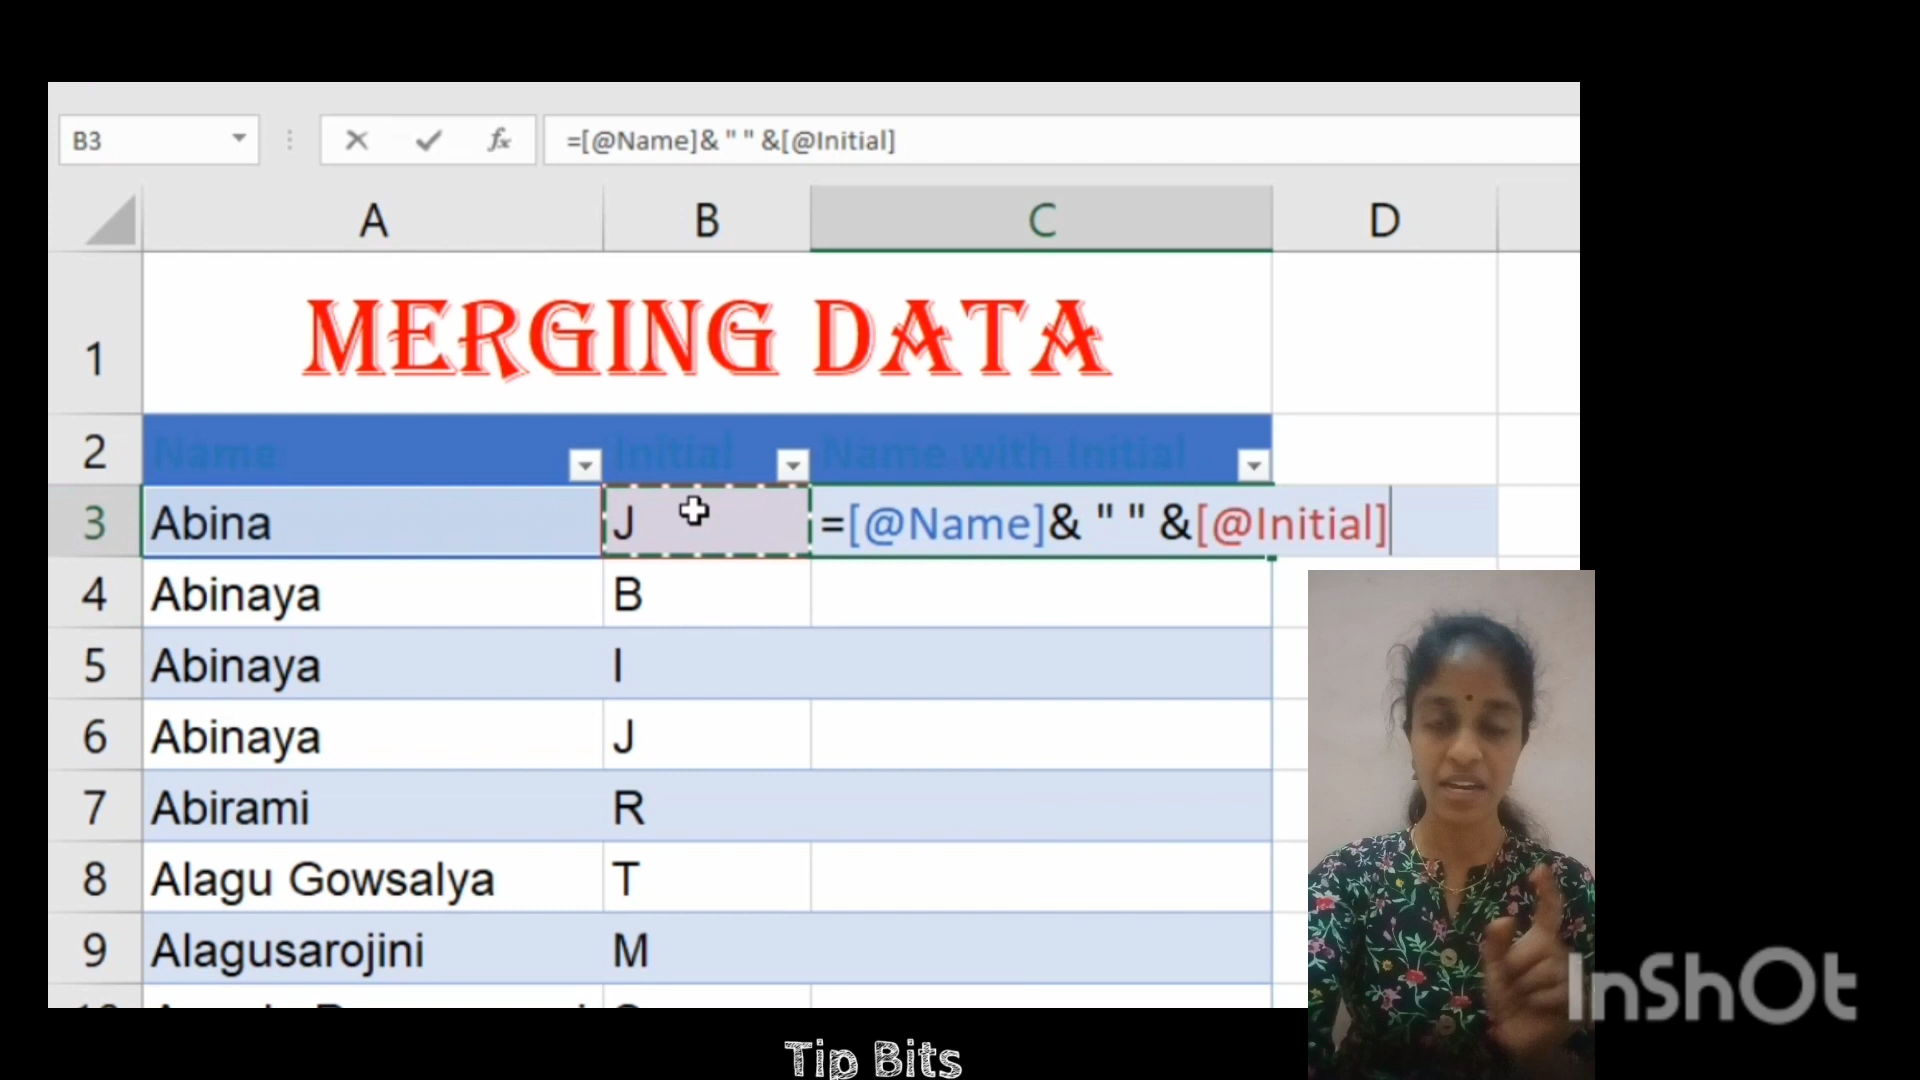 B3 fx =[@Name]& " " &[@Initial]
A B C D
1 MERGING DATA
2 Name Initial Name with Initial
3 Abina J =[@Name]& " " &[@Initial]
4 Abinaya B
5 Abinaya I
6 Abinaya J
7 Abirami R
8 Alagu Gowsalya T
9 Alagusarojini M
InShOt
Tip Bits